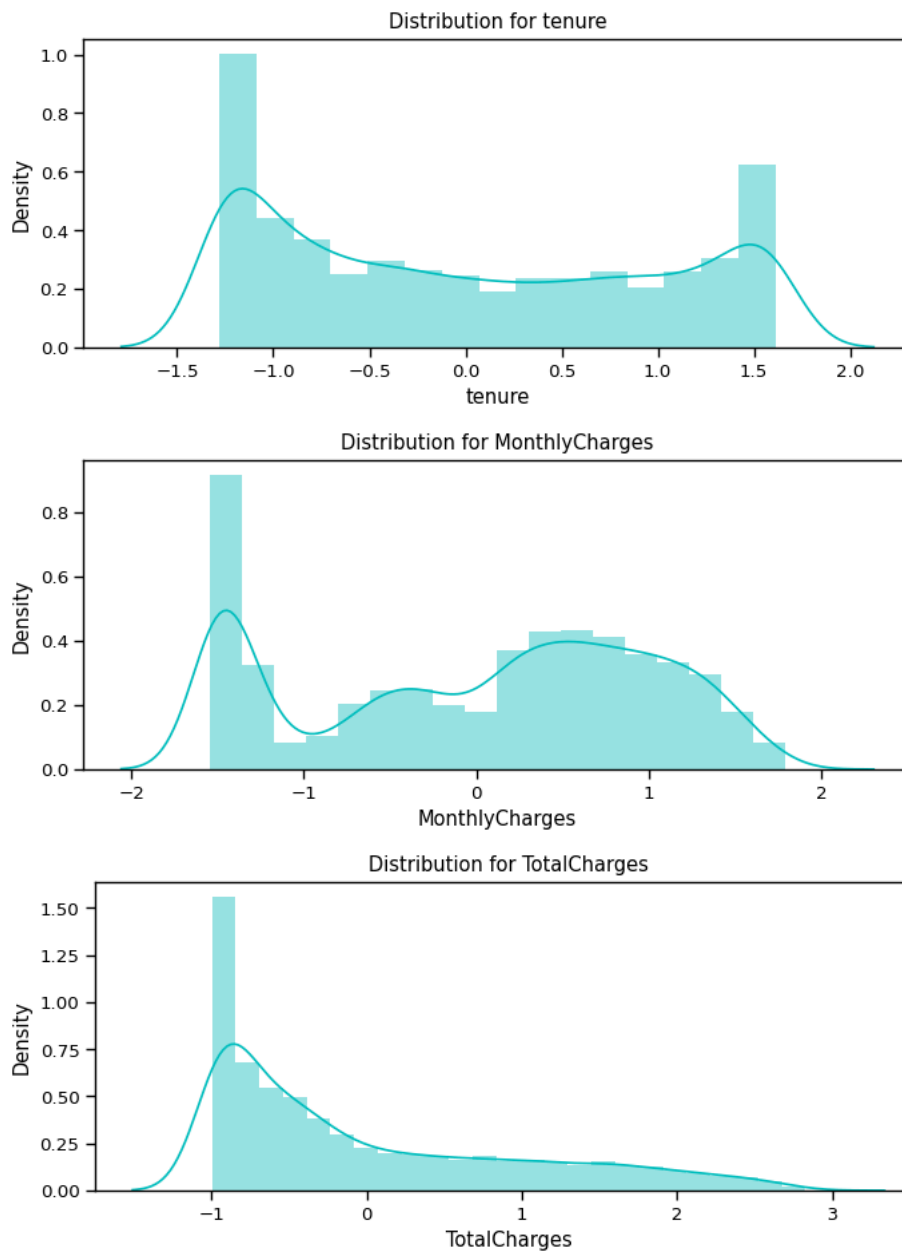 Distribution for tenure
1.0
0.8
0.6
0.4
0.2
0.0
Density
−1.5 −1.0 −0.5 0.0 0.5 1.0 1.5 2.0
tenure
Distribution for MonthlyCharges
0.8
0.6
0.4
0.2
0.0
Density
−2 −1 0 1 2
MonthlyCharges
Distribution for TotalCharges
1.50
1.25
1.00
0.75
0.50
0.25
0.00
Density
−1 0 1 2 3
TotalCharges